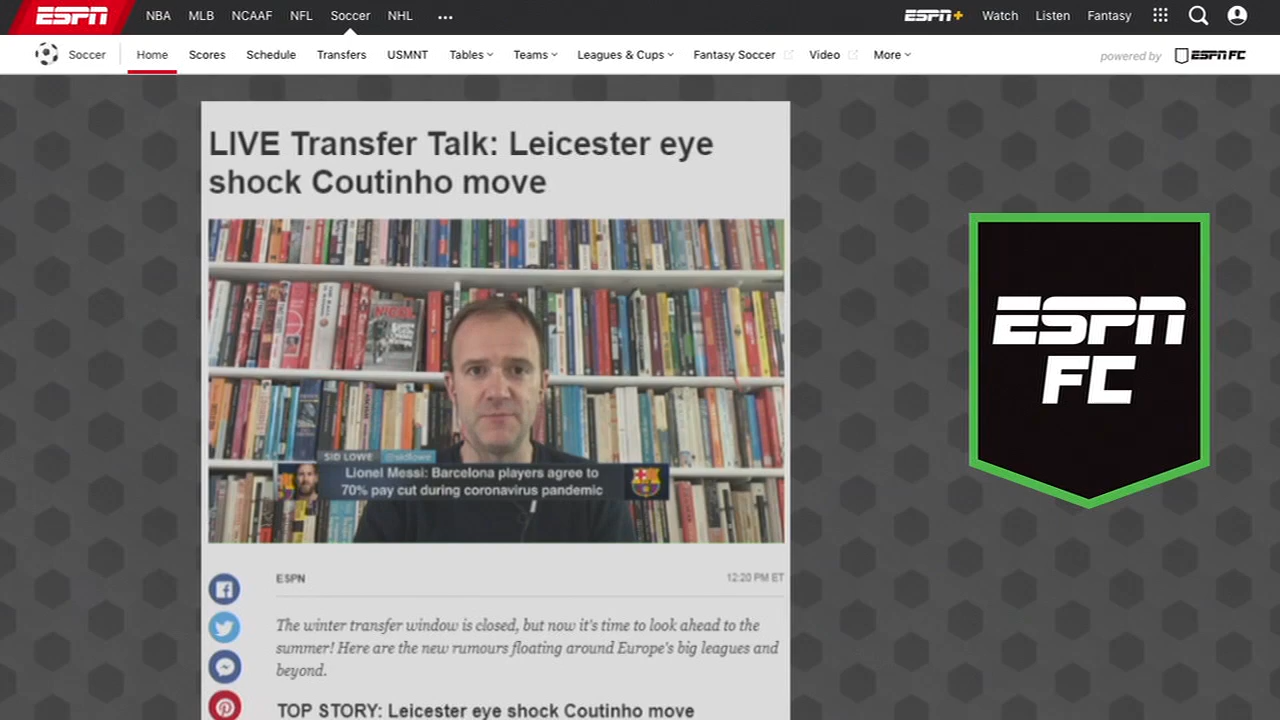 ESPN
NBA MLB NCAAF NFL Soccer NHL ...
ESPN+ Watch Listen Fantasy
Soccer Home Scores Schedule Transfers USMNT Tables Teams Leagues & Cups Fantasy Soccer Video More
powered by ESPN FC
LIVE Transfer Talk: Leicester eye
shock Coutinho move
NICOL
SID LOWE @sidlowe
Lionel Messi: Barcelona players agree to
70% pay cut during coronavirus pandemic
ESPN
FC
ESPN 12:20 PM ET
The winter transfer window is closed, but now it's time to look ahead to the
summer! Here are the new rumours floating around Europe's big leagues and
beyond.
TOP STORY: Leicester eye shock Coutinho move